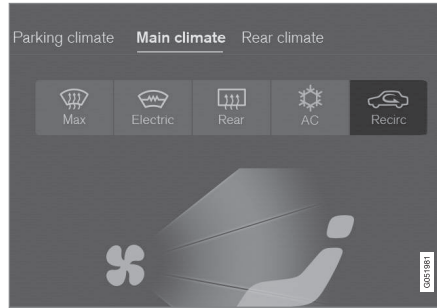 Parking climate Main climate Rear climate
Max Electric Rear AC Recirc
G051981